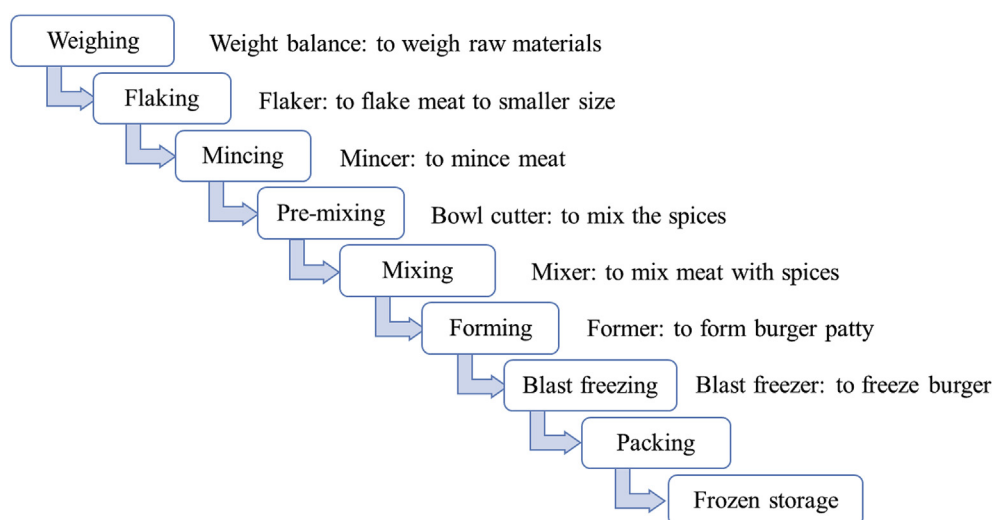 Weighing
Weight balance: to weigh raw materials
Flaking
Flaker: to flake meat to smaller size
Mincing
Mincer: to mince meat
Pre-mixing
Bowl cutter: to mix the spices
Mixing
Mixer: to mix meat with spices
Forming
Former: to form burger patty
Blast freezing
Blast freezer: to freeze burger
Packing
Frozen storage